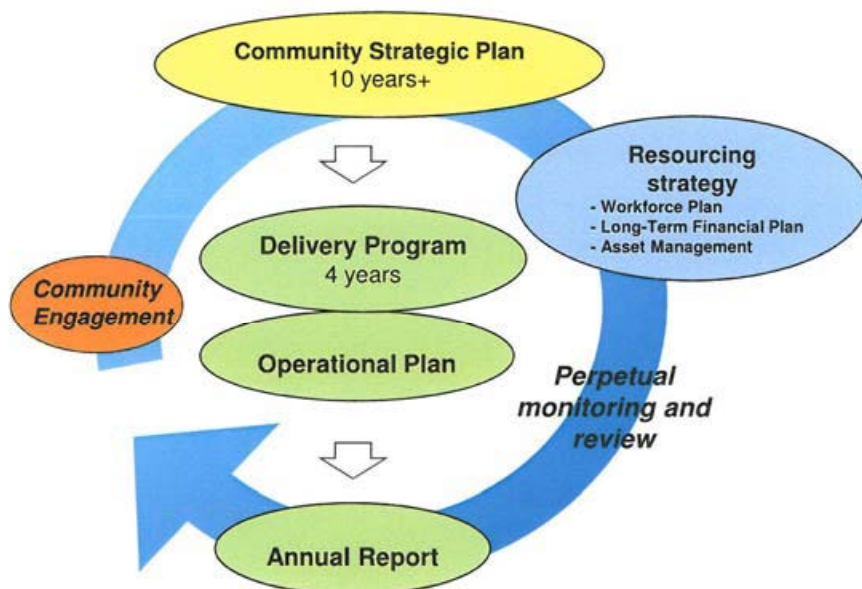 Community Strategic Plan
10 years+
Resourcing
strategy
- Workforce Plan
- Long-Term Financial Plan
- Asset Management
Delivery Program
4 years
Community
Engagement
Operational Plan
Perpetual
monitoring and
review
Annual Report